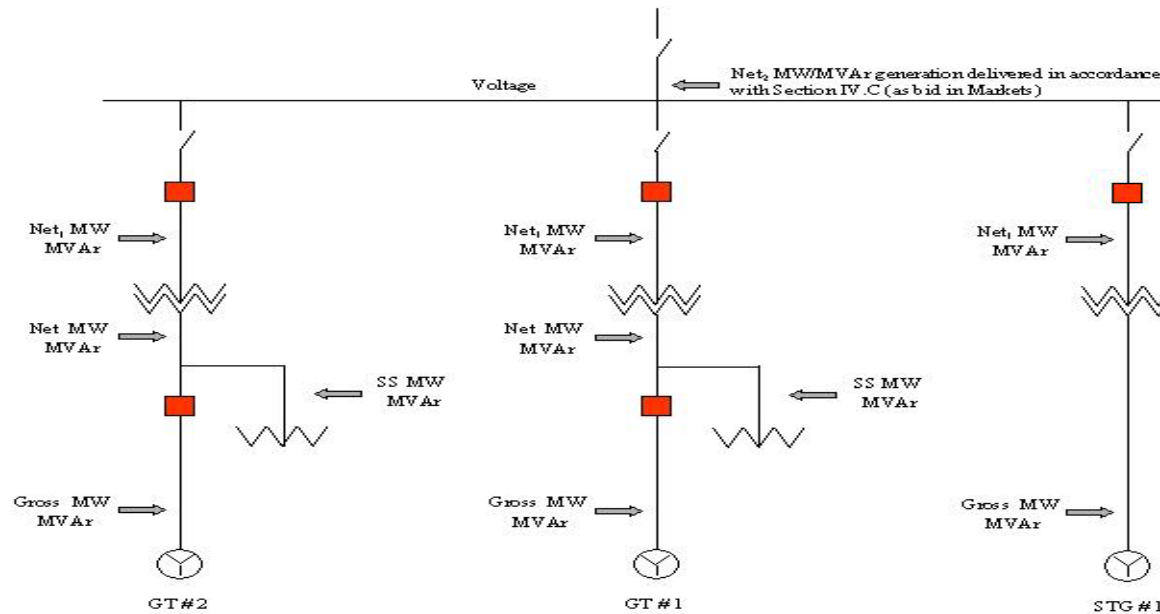 Voltage
Net₂ MW/MVAr generation delivered in accordance
with Section IV.C (as bid in Markets)
Net₁ MW
MVAr
Net₁ MW
MVAr
Net₁ MW
MVAr
Net MW
MVAr
Net MW
MVAr
SS MW
MVAr
SS MW
MVAr
Gross MW
MVAr
Gross MW
MVAr
Gross MW
MVAr
GT #2
GT #1
STG #1